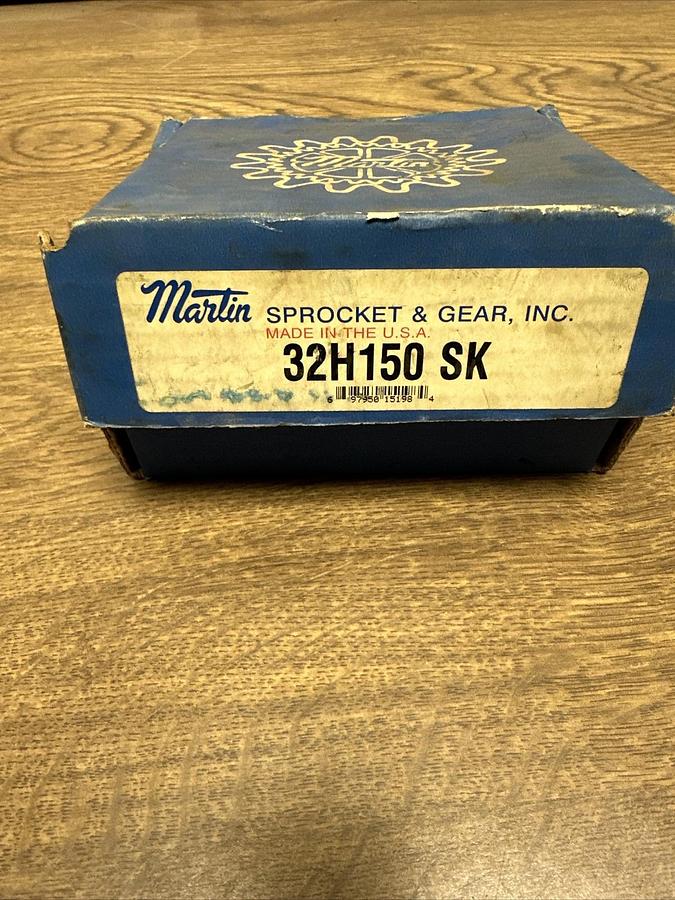 Martin
Martin SPROCKET & GEAR, INC.
MADE IN THE U.S.A.
32H150 SK
6 97950 15198 4